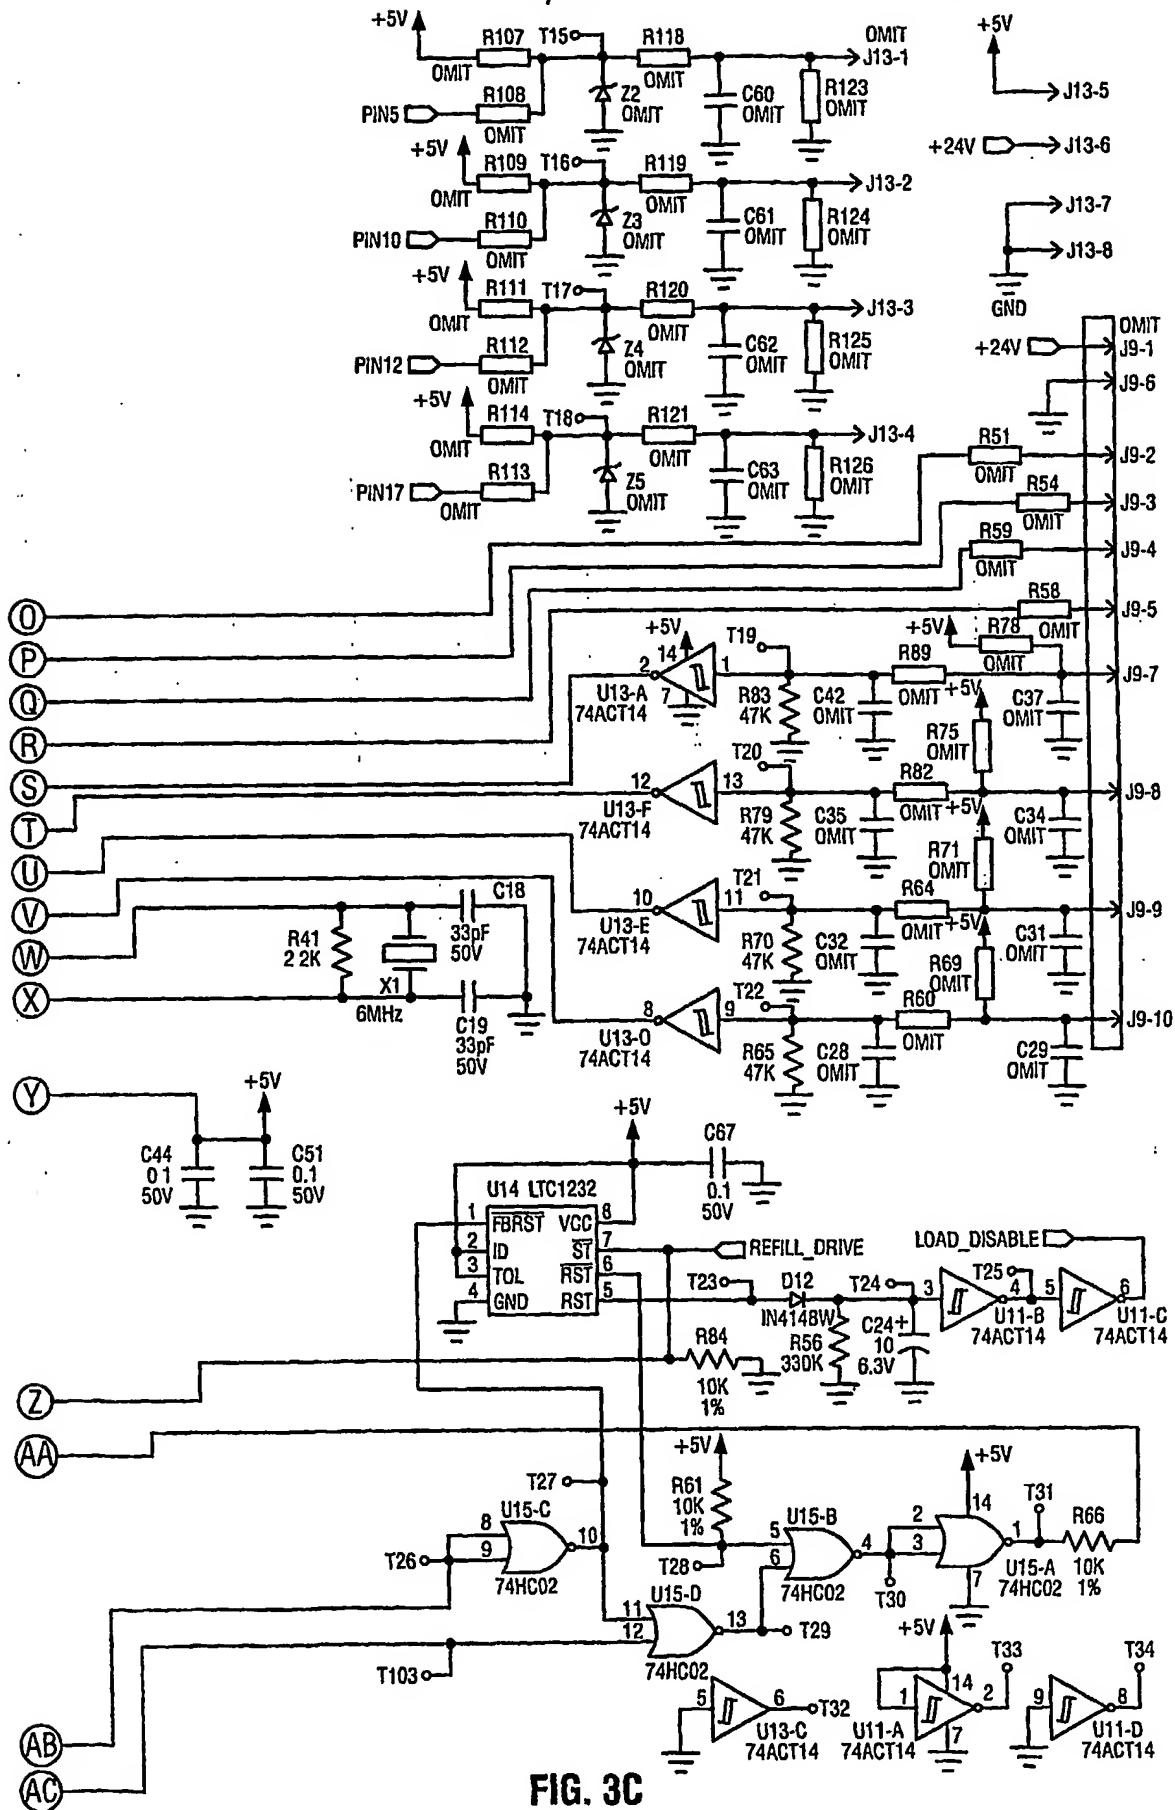 +5V
R107
OMIT
T15
R118
OMIT
OMIT
J13-1
+5V
PIN5
R108
OMIT
Z2
OMIT
C60
OMIT
R123
OMIT
J13-5
+5V
R109
OMIT
T16
R119
OMIT
J13-2
+24V
J13-6
PIN10
R110
OMIT
Z3
OMIT
C61
OMIT
R124
OMIT
J13-7
J13-8
GND
+5V
R111
OMIT
T17
R120
OMIT
J13-3
PIN12
R112
OMIT
Z4
OMIT
C62
OMIT
R125
OMIT
+24V
OMIT
J9-1
J9-6
+5V
R114
OMIT
T18
R121
OMIT
J13-4
PIN17
R113
OMIT
Z5
OMIT
C63
OMIT
R126
OMIT
R51
OMIT
J9-2
R54
OMIT
J9-3
R59
OMIT
J9-4
R58
OMIT
J9-5
O
P
Q
R
S
T
U
V
W
X
+5V
14
2
1
7
U13-A
74ACT14
T19
R83
47K
C42
OMIT
R89
OMIT
+5V
R78
OMIT
C37
OMIT
J9-7
12
13
U13-F
74ACT14
T20
R79
47K
C35
OMIT
R82
OMIT
+5V
R75
OMIT
C34
OMIT
J9-8
10
11
U13-E
74ACT14
T21
R70
47K
C32
OMIT
R64
OMIT
+5V
R71
OMIT
C31
OMIT
J9-9
8
9
U13-O
74ACT14
T22
R65
47K
C28
OMIT
R60
OMIT
+5V
R69
OMIT
C29
OMIT
J9-10
R41
2 2K
X1
6MHz
C18
33pF
50V
C19
33pF
50V
Y
+5V
C44
0 1
50V
C51
0.1
50V
+5V
C67
0.1
50V
U14 LTC1232
1 FBRST VCC 8
2 ID ST 7
3 TOL RST 6
4 GND RST 5
REFILL_DRIVE
LOAD_DISABLE
T23
D12
IN4148W
T24
R56
330K
C24 +
10
6.3V
3
4
U11-B
74ACT14
T25
5
6
U11-C
74ACT14
R84
10K
1%
Z
AA
T27
U15-C
8
9
10
74HC02
T26
+5V
R61
10K
1%
T28
U15-B
5
6
4
74HC02
T30
+5V
14
2
3
1
7
U15-A
74HC02
T31
R66
10K
1%
U15-D
11
12
13
74HC02
T29
T103
5
6
T32
U13-C
74ACT14
+5V
14
1
2
7
U11-A
74ACT14
T33
9
8
U11-D
74ACT14
T34
AB
AC
FIG. 3C